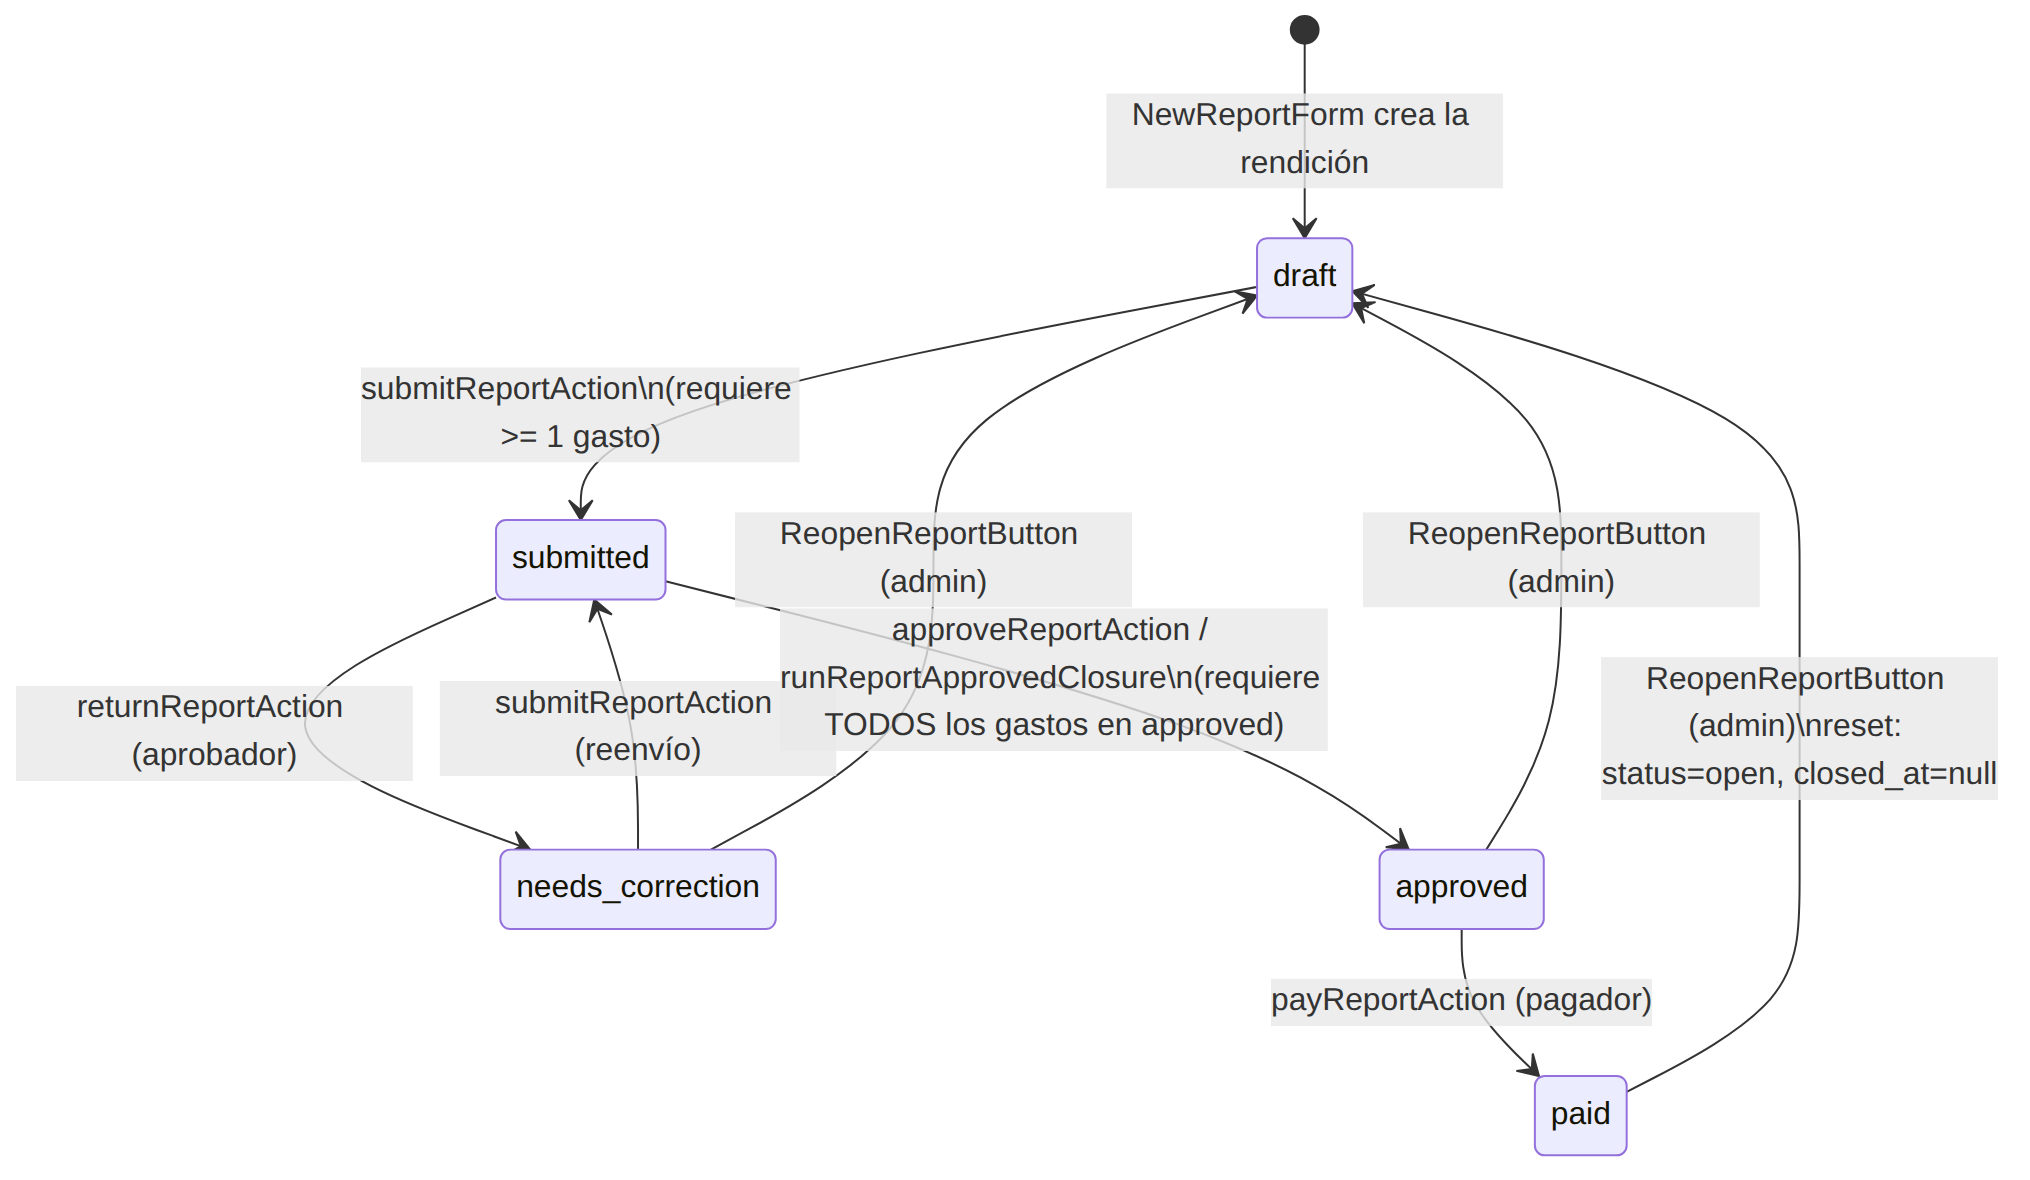 NewReportForm crea la
rendición
draft
submitReportAction\n(requiere
>= 1 gasto)
submitted
ReopenReportButton
(admin)
ReopenReportButton
(admin)
approveReportAction /
runReportApprovedClosure\n(requiere
TODOS los gastos en approved)
returnReportAction
(aprobador)
submitReportAction
(reenvío)
ReopenReportButton
(admin)\nreset:
status=open, closed_at=null
needs_correction
approved
payReportAction (pagador)
paid